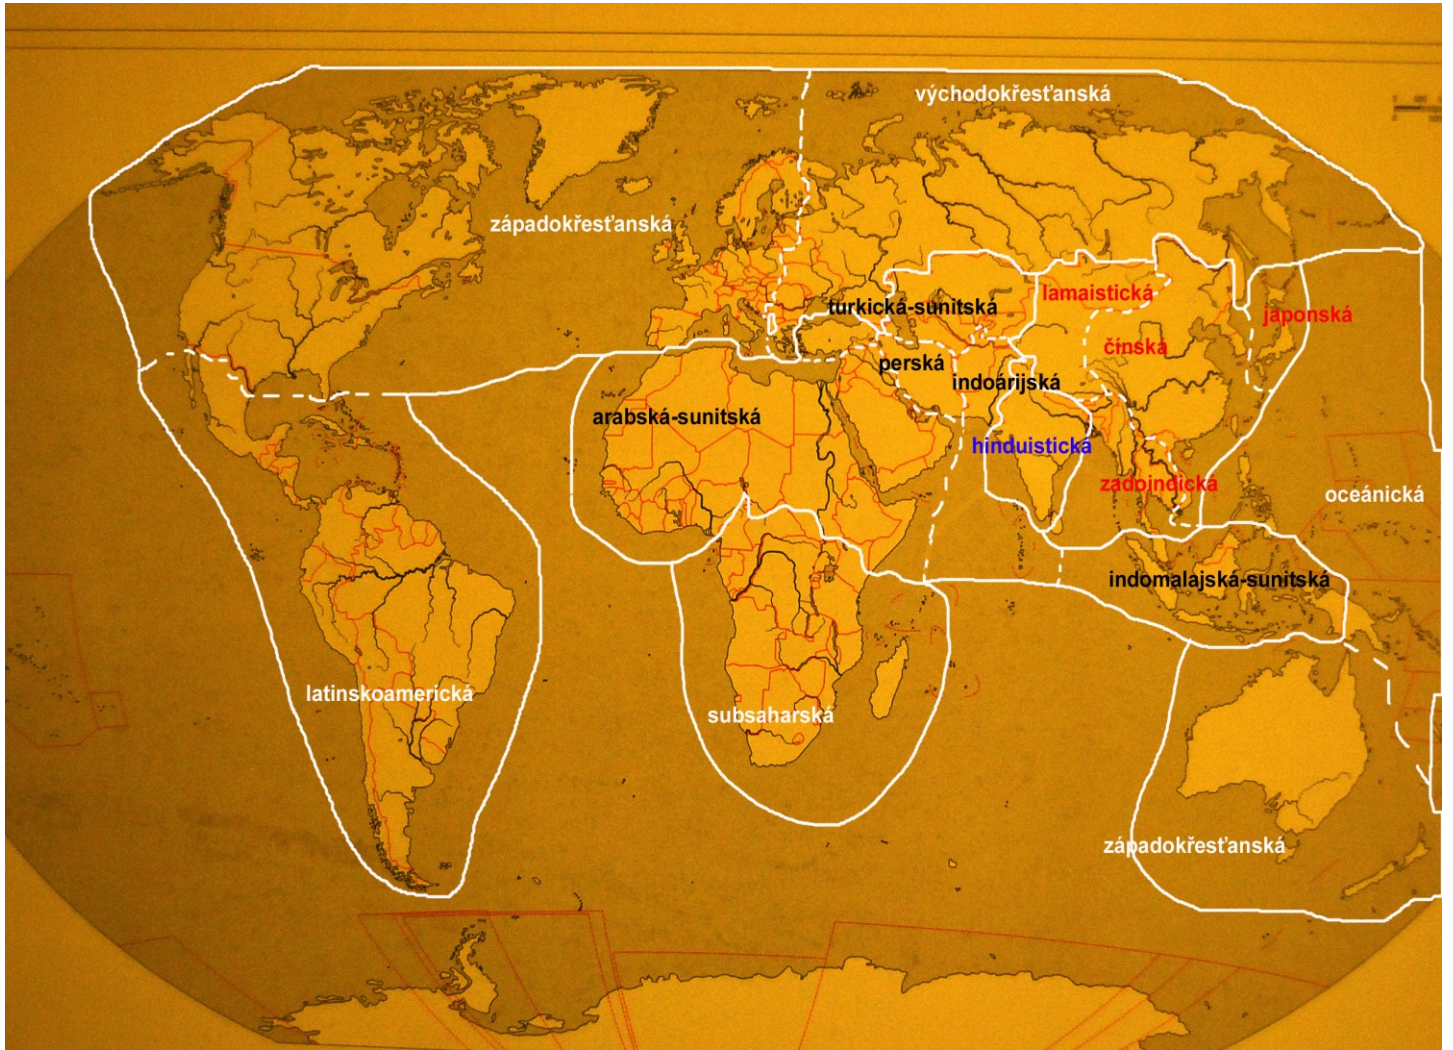 východokřesťanská
západokřesťanská
turkická-sunitská
lamaistická
japonská
čínská
perská
indoárijská
arabská-sunitská
hinduistická
zadoindická
oceánická
indomalajská-sunitská
latinskoamerická
subsaharská
západokřesťanská